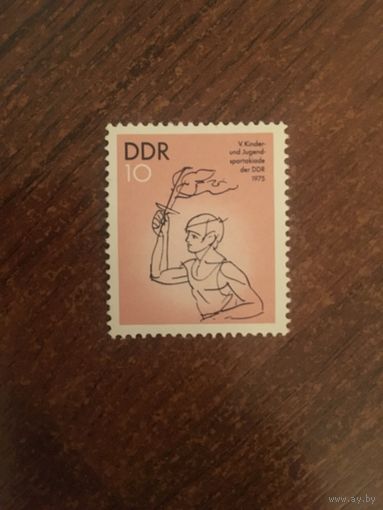 DDR
10
V. Kinder-
und Jugend-
spartakiade
der DDR
1975
www.ay.by